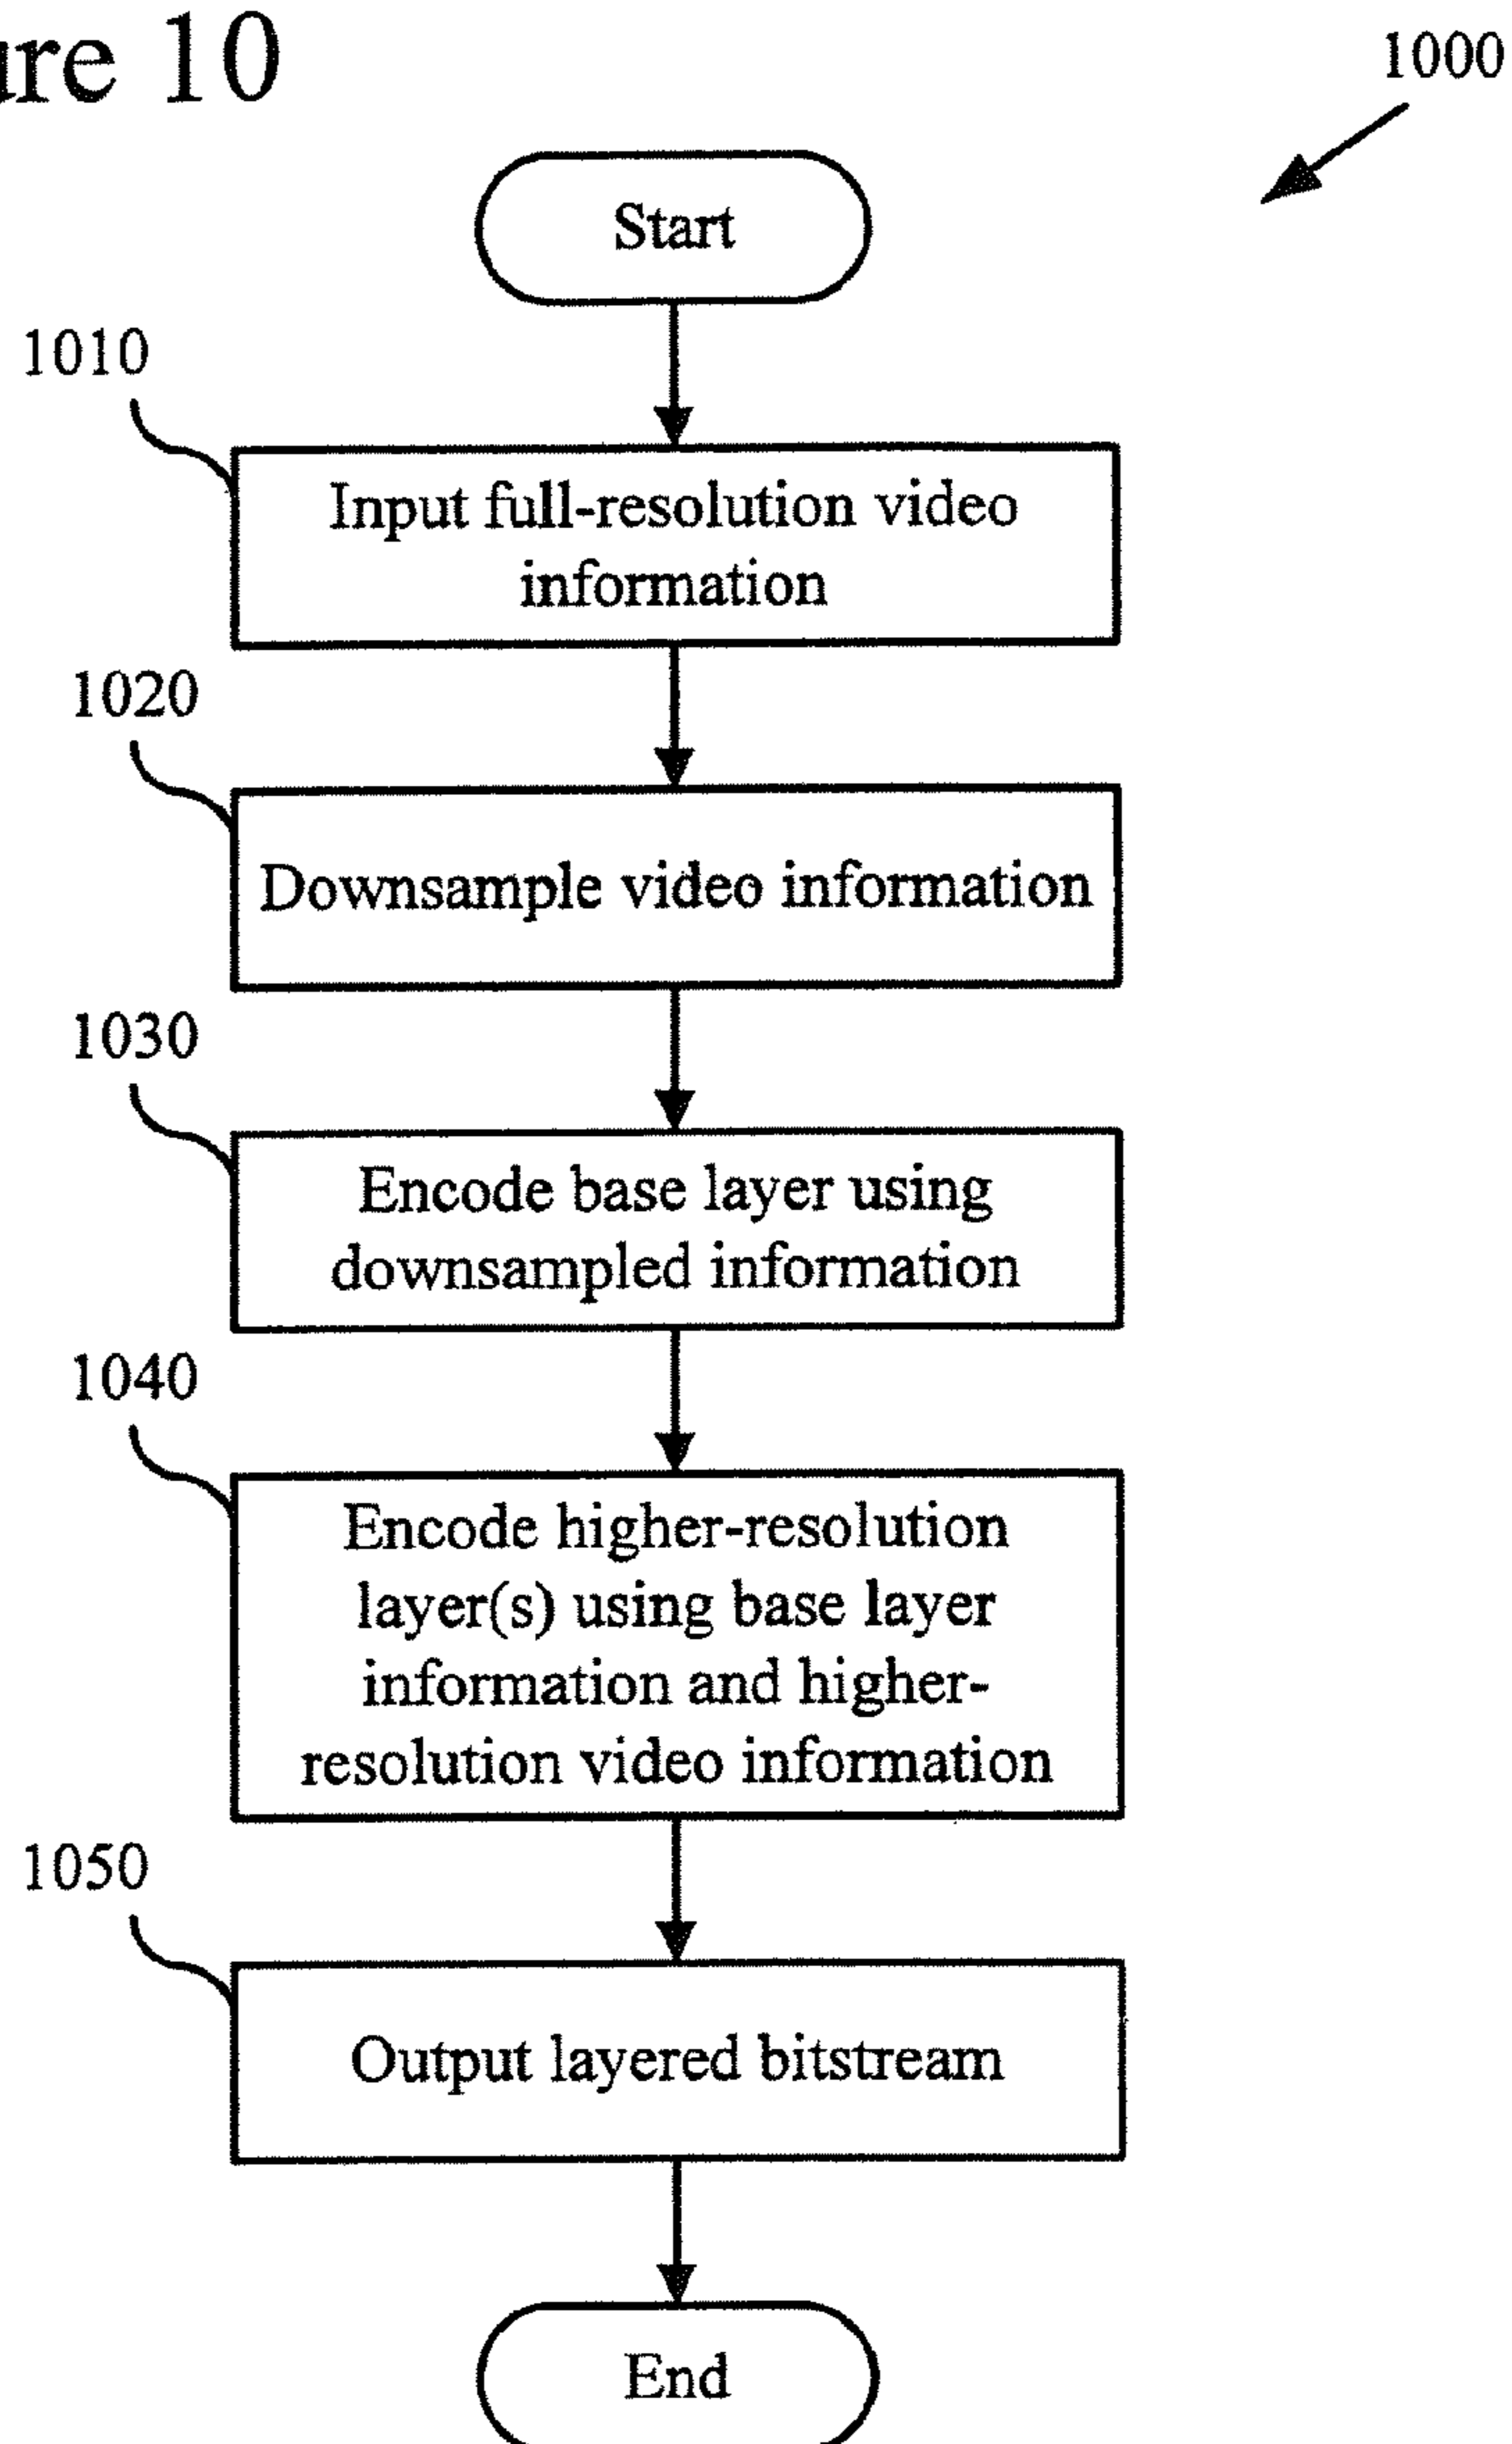 ure 10
1000
Start
1010
Input full-resolution video
information
1020
Downsample video information
1030
Encode base layer using
downsampled information
1040
Encode higher-resolution
layer(s) using base layer
information and higher-
resolution video information
1050
Output layered bitstream
End